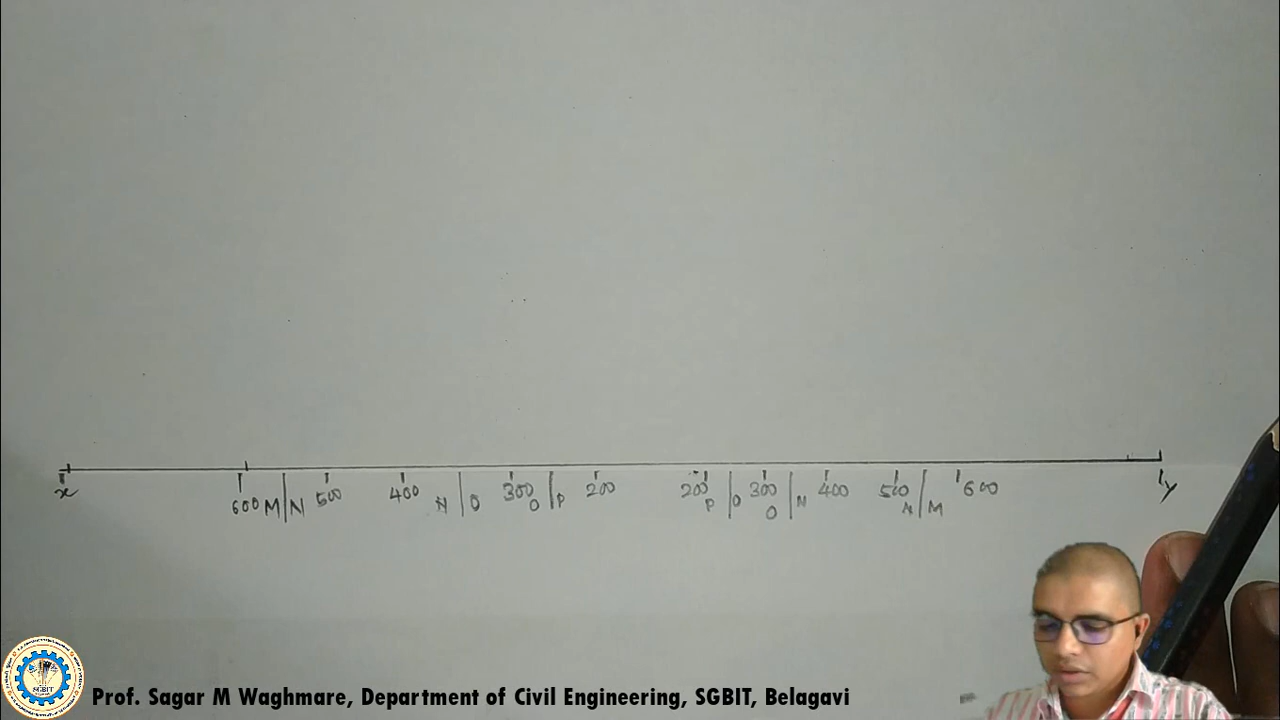 x 600 M N 500 400 N O 300 O P 200 200 P O 300 O N 400 500 N M 600 y
SGBIT
Prof. Sagar M Waghmare, Department of Civil Engineering, SGBIT, Belagavi